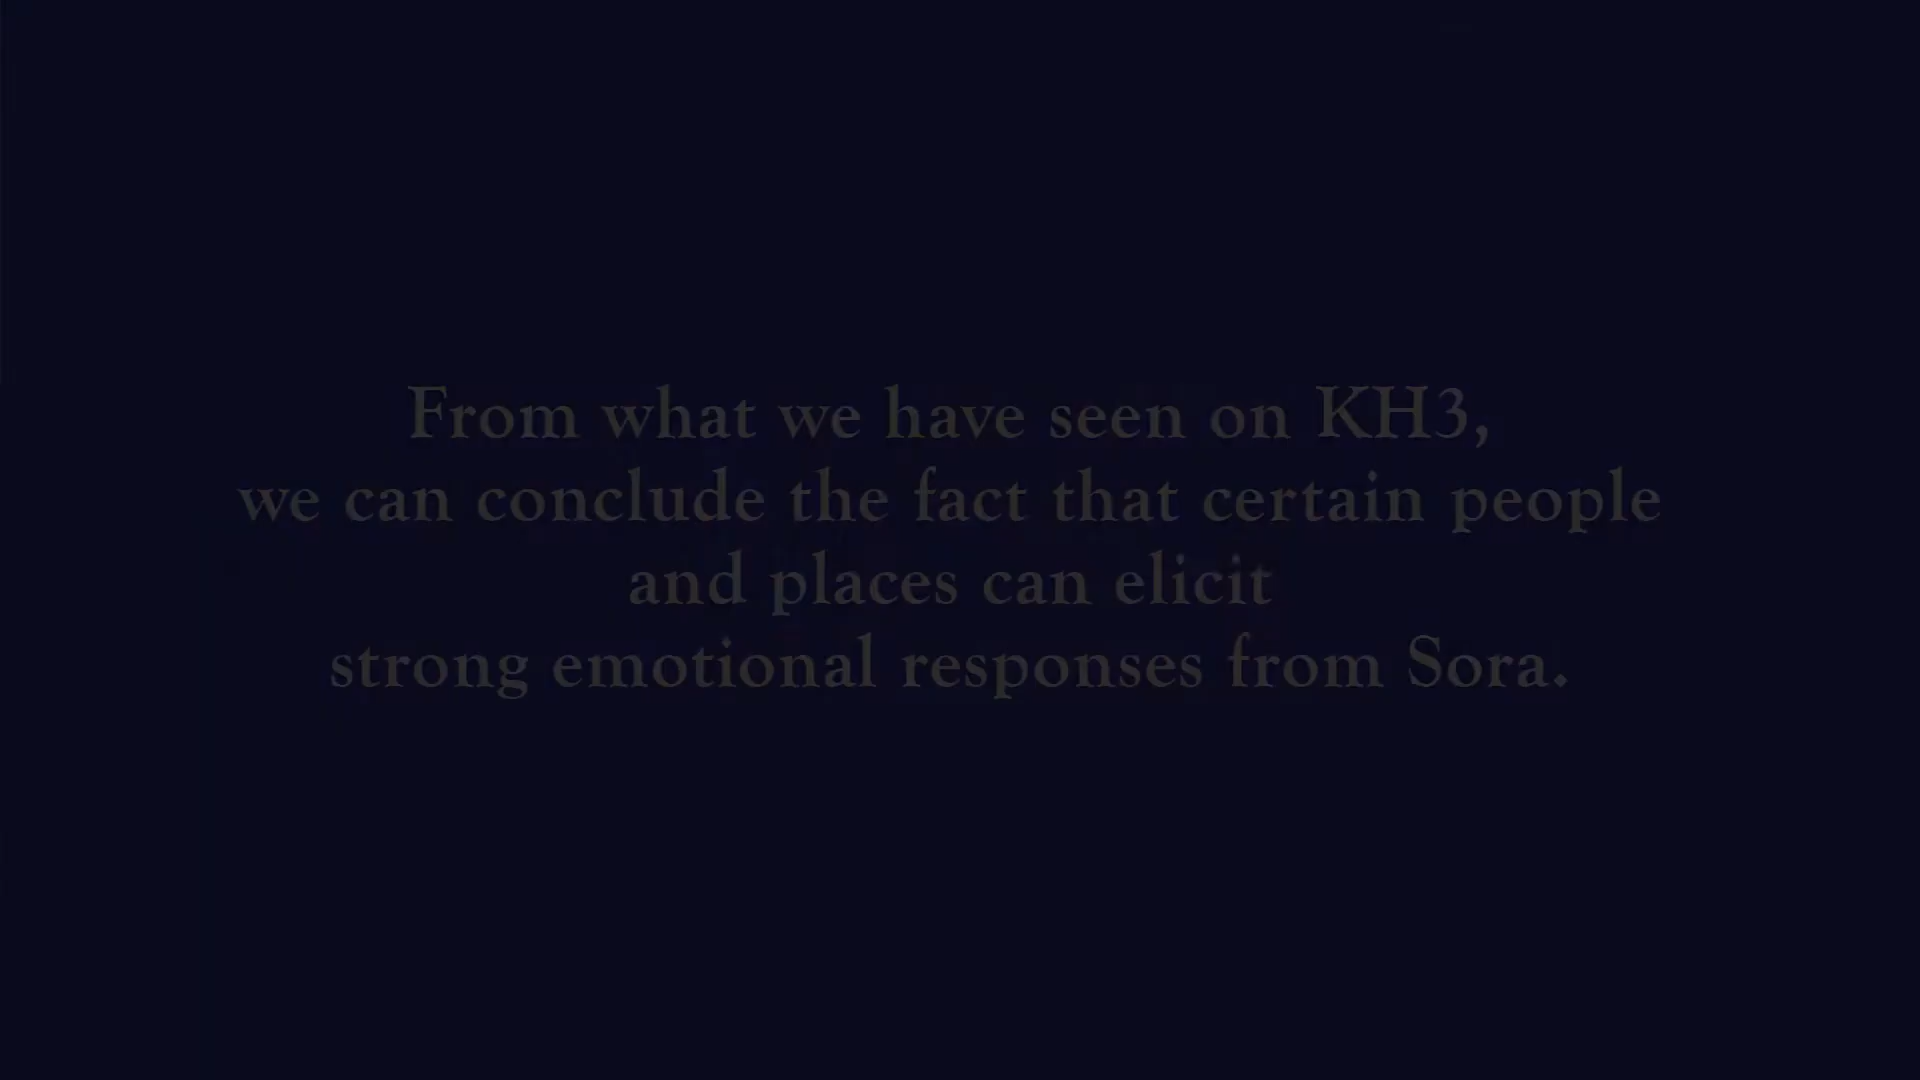 From what we have seen on KH3,
we can conclude the fact that certain people
and places can elicit
strong emotional responses from Sora.